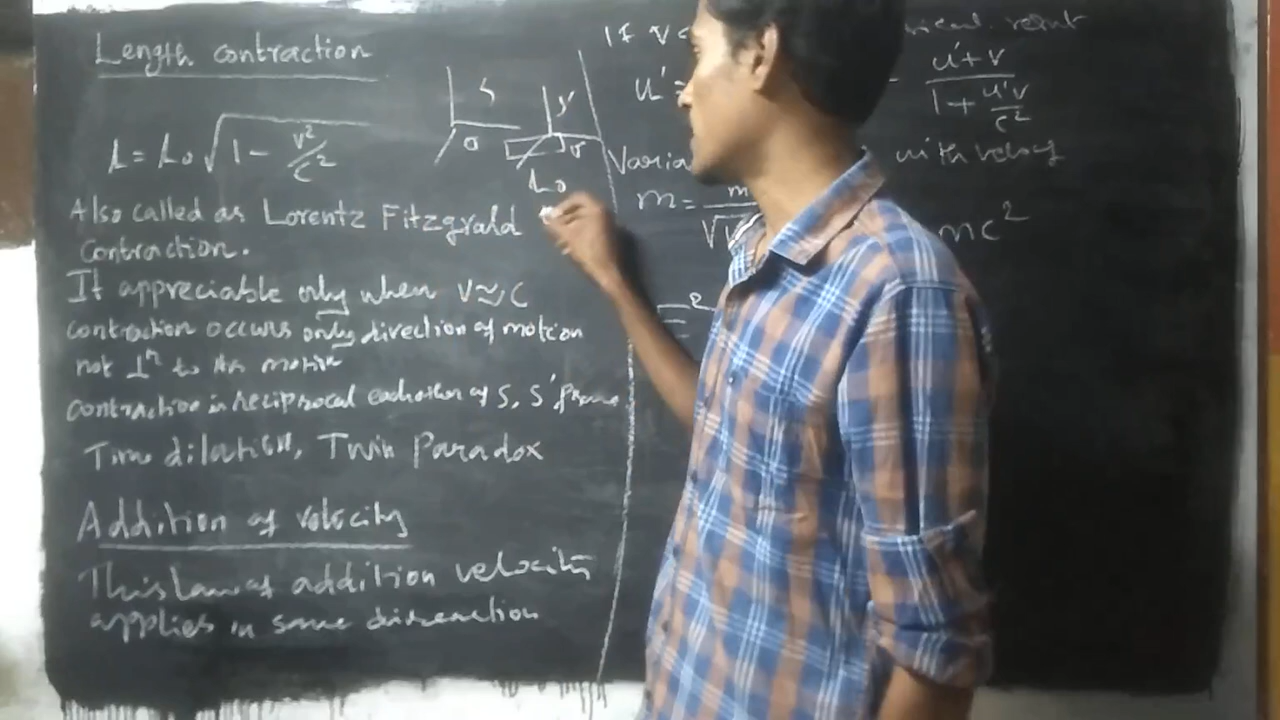 Length contraction
L = L₀ √(1 - v²/c²)
S
S'
o
o
L₀
Also called as Lorentz Fitzgrald
contraction.
It appreciable only when v ≈ c
contraction occurs only direction of motion
not ⊥r to the motion
contraction in reciprocal of S, S' frame
Time dilation, Twin Paradox
Addition of velocity
This law of addition velocity
applies in same
If v
result
u' =
(u' + v) / (1 + u'v/c²)
Varia
with velocity
m = m / √
mc²